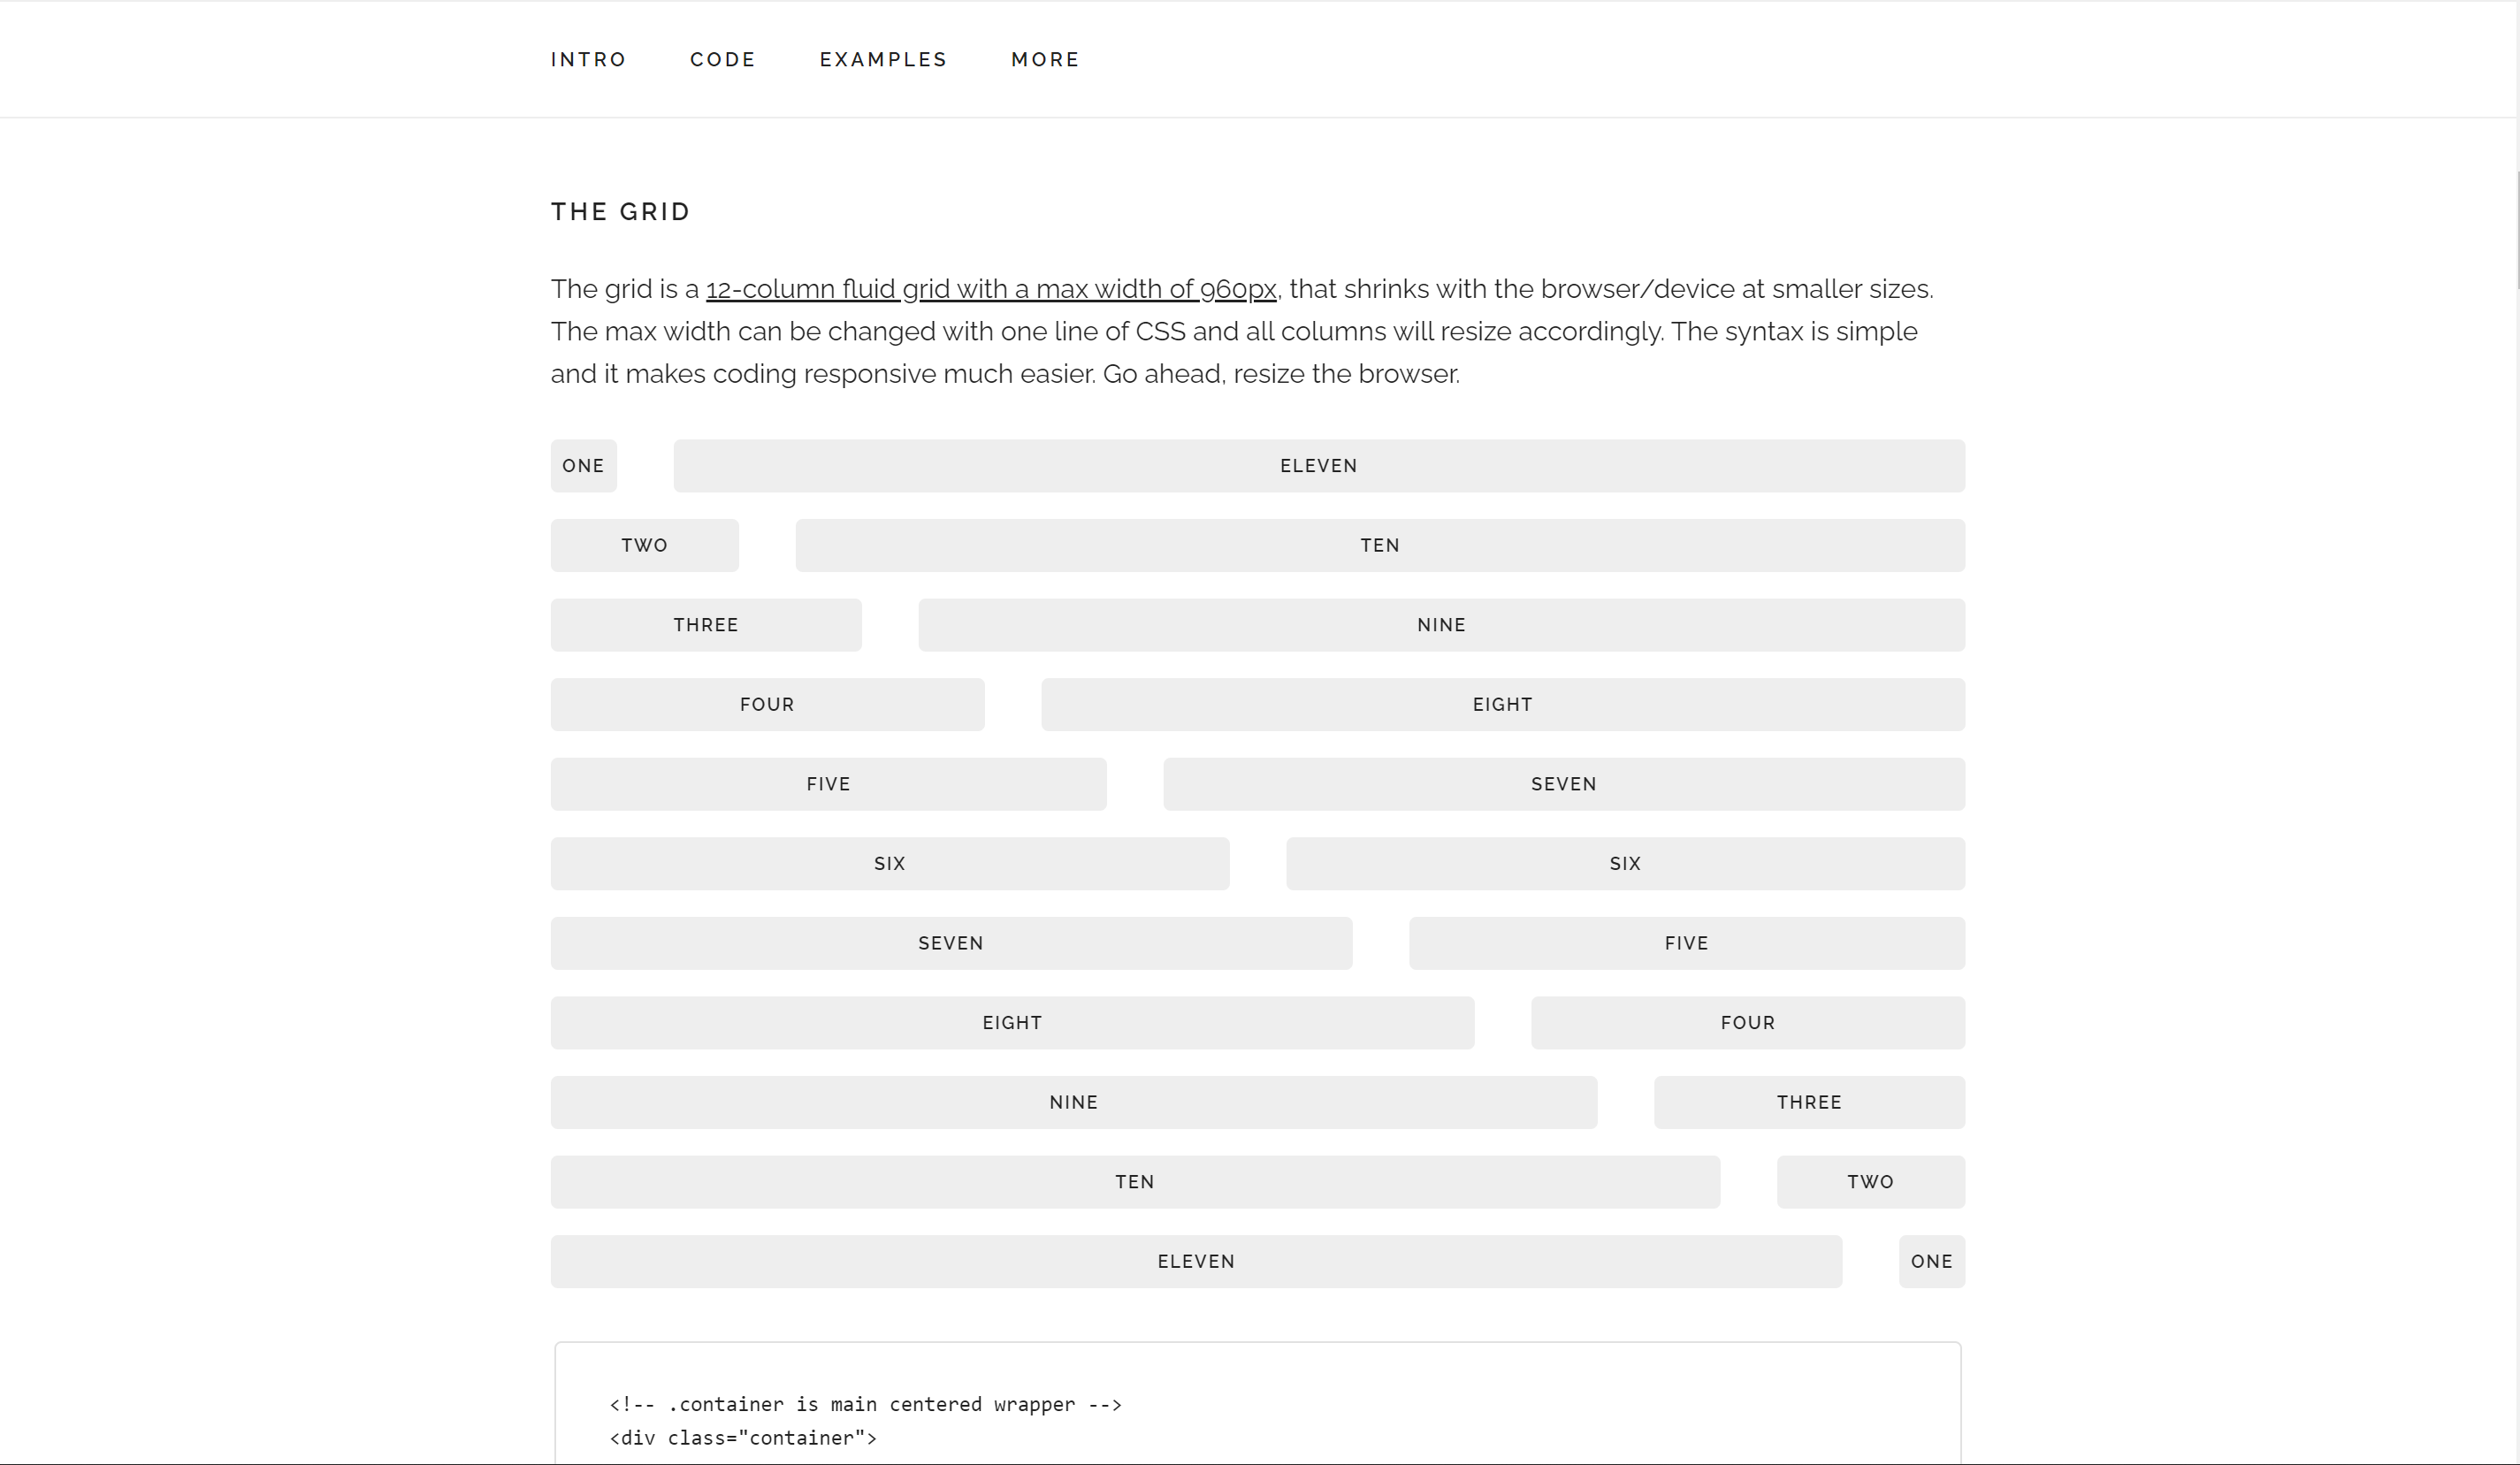 INTRO CODE EXAMPLES MORE
THE GRID
The grid is a 12-column fluid grid with a max width of 960px, that shrinks with the browser/device at smaller sizes.
The max width can be changed with one line of CSS and all columns will resize accordingly. The syntax is simple
and it makes coding responsive much easier. Go ahead, resize the browser.
ONE ELEVEN
TWO TEN
THREE NINE
FOUR EIGHT
FIVE SEVEN
SIX SIX
SEVEN FIVE
EIGHT FOUR
NINE THREE
TEN TWO
ELEVEN ONE
<!-- .container is main centered wrapper -->
<div class="container">